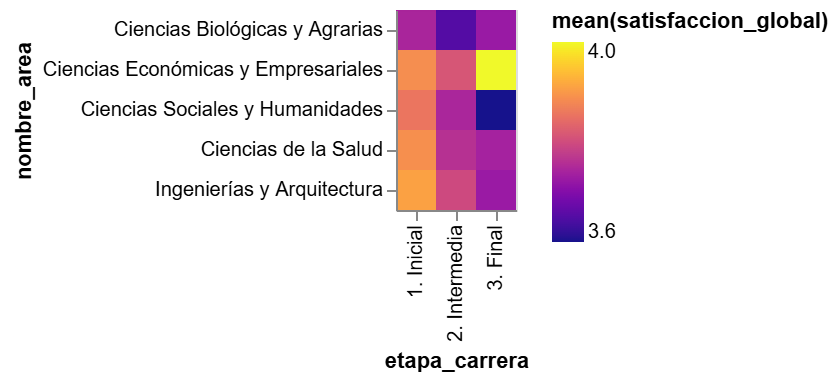 nombre_area
Ciencias Biológicas y Agrarias
Ciencias Económicas y Empresariales
Ciencias Sociales y Humanidades
Ciencias de la Salud
Ingenierías y Arquitectura
1. Inicial
2. Intermedia
3. Final
etapa_carrera
mean(satisfaccion_global)
4.0
3.6